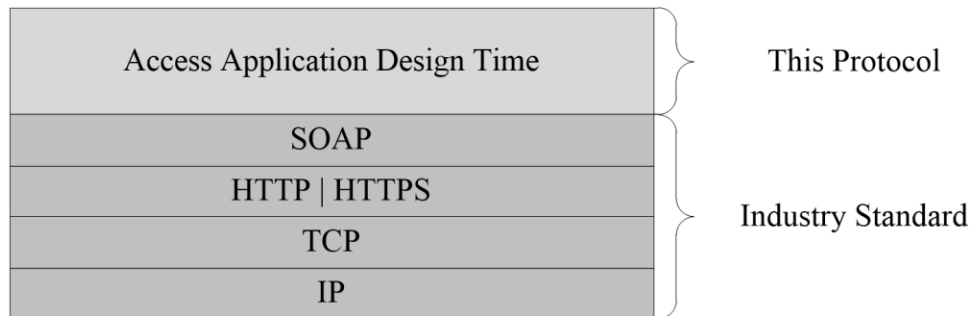 Access Application Design Time
This Protocol
SOAP
HTTP | HTTPS
TCP
Industry Standard
IP